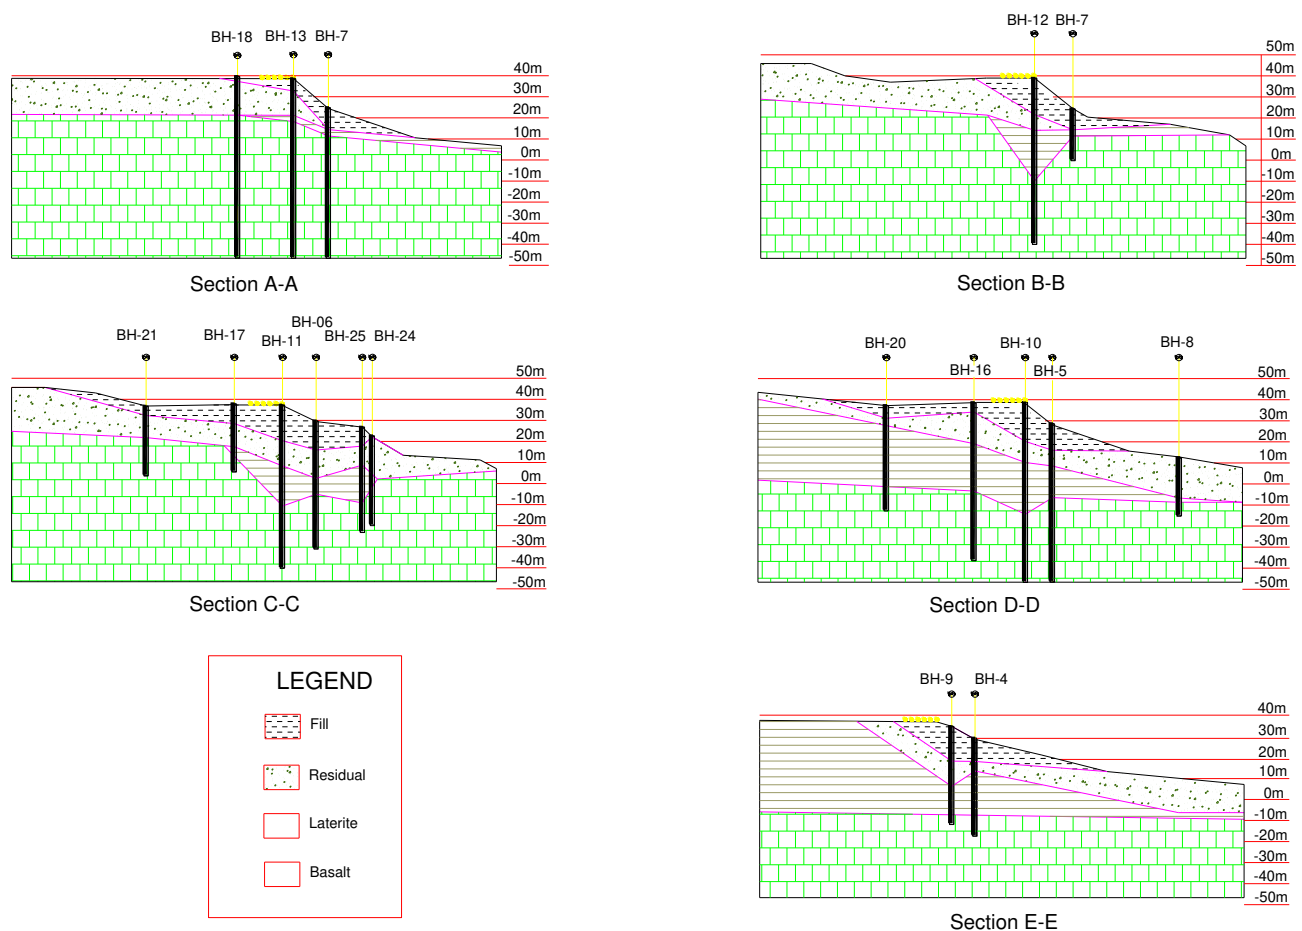 BH-18 BH-13 BH-7
40m
30m
20m
10m
0m
-10m
-20m
-30m
-40m
-50m
Section A-A
BH-12 BH-7
50m
40m
30m
20m
10m
0m
-10m
-20m
-30m
-40m
-50m
Section B-B
BH-06
BH-21 BH-17 BH-25 BH-24
BH-11
50m
40m
30m
20m
10m
0m
-10m
-20m
-30m
-40m
-50m
Section C-C
BH-20 BH-10 BH-8
BH-16 BH-5
50m
40m
30m
20m
10m
0m
-10m
-20m
-30m
-40m
-50m
Section D-D
LEGEND
Fill
Residual
Laterite
Basalt
BH-9 BH-4
40m
30m
20m
10m
0m
-10m
-20m
-30m
-40m
-50m
Section E-E